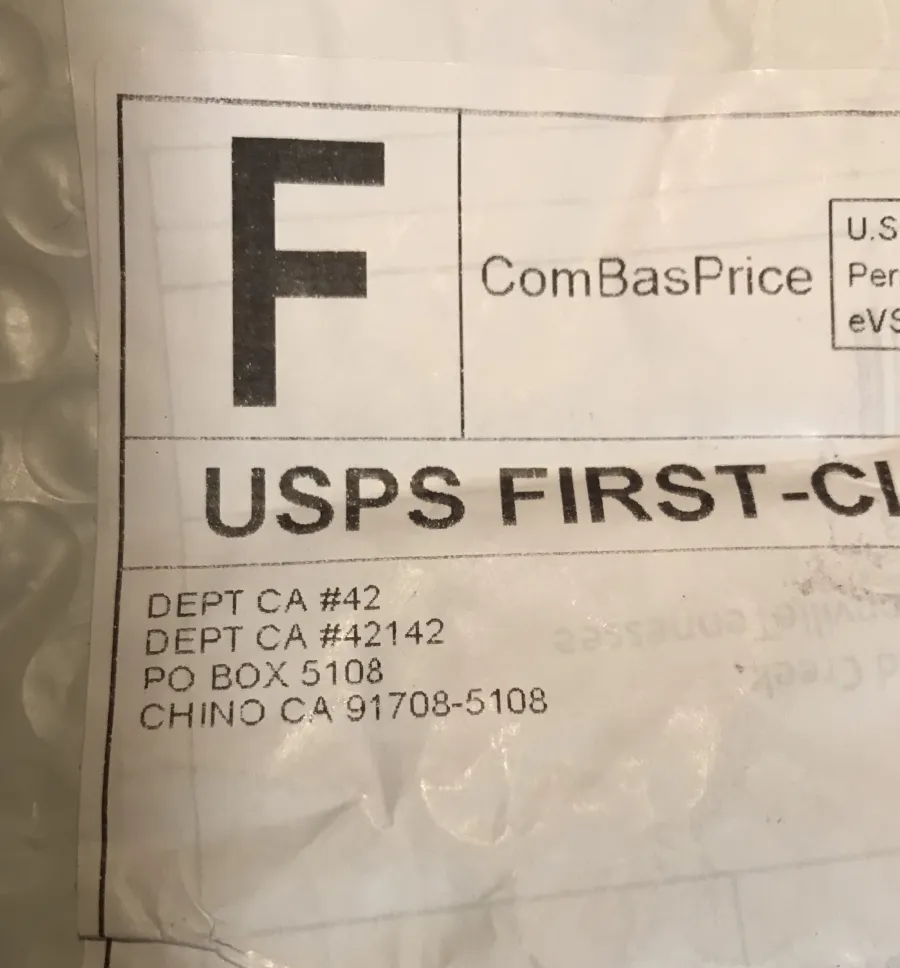 F
ComBasPrice
U.S
Per
eVS
USPS FIRST-CL
DEPT CA #42
DEPT CA #42142
PO BOX 5108
CHINO CA 91708-5108